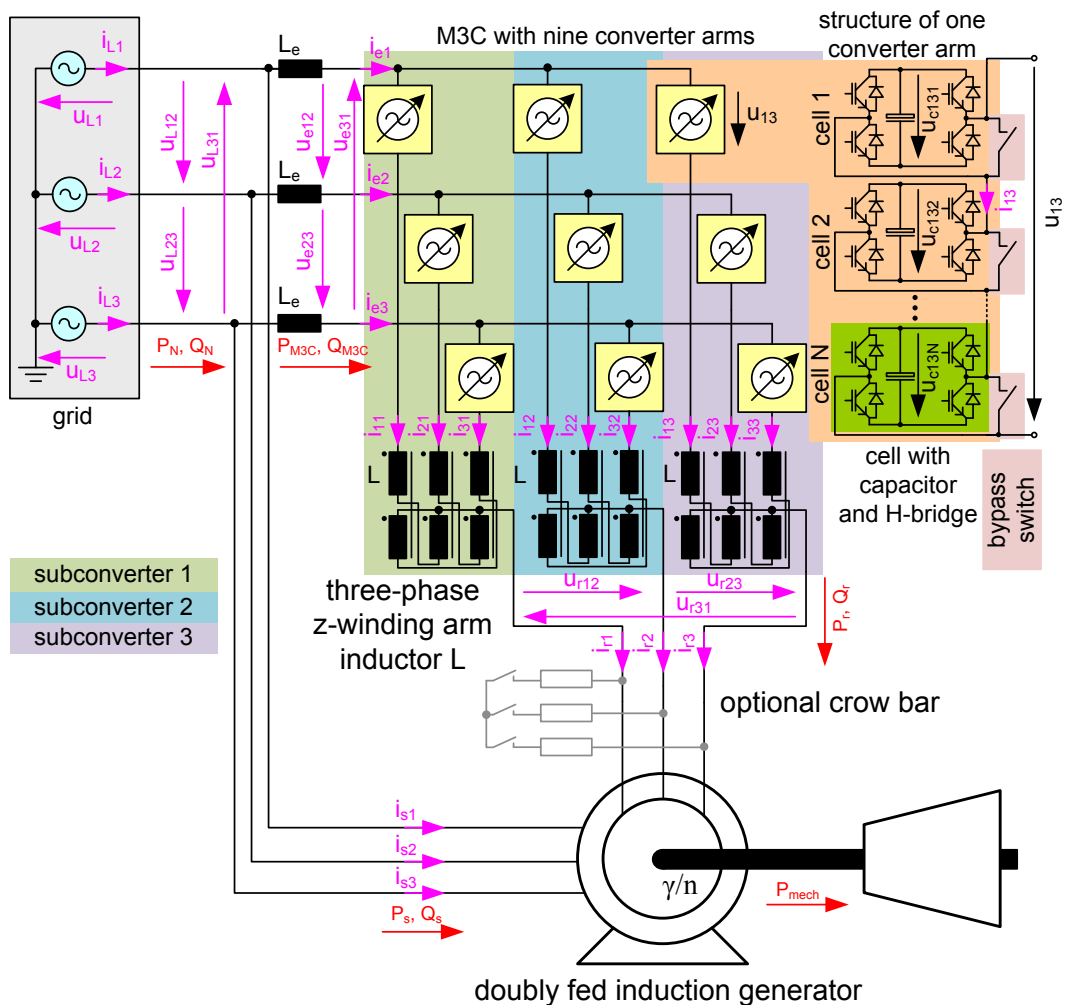 M3C with nine converter arms
structure of one
converter arm
i_L1
i_L2
i_L3
u_L1
u_L2
u_L3
u_L12
u_L23
u_L31
L_e
L_e
L_e
i_e1
i_e2
i_e3
u_e12
u_e23
u_e31
P_N, Q_N
P_M3C, Q_M3C
grid
u_13
cell 1
cell 2
cell N
u_c131
u_c132
u_c13N
i_13
u_13
cell with
capacitor
and H-bridge
bypass
switch
i_11
i_21
i_31
i_12
i_22
i_32
i_13
i_23
i_33
L
L
L
subconverter 1
subconverter 2
subconverter 3
three-phase
z-winding arm
inductor L
u_r12
u_r23
u_r31
P_r, Q_r
i_r1
i_r2
i_r3
optional crow bar
i_s1
i_s2
i_s3
P_s, Q_s
γ/n
P_mech
doubly fed induction generator